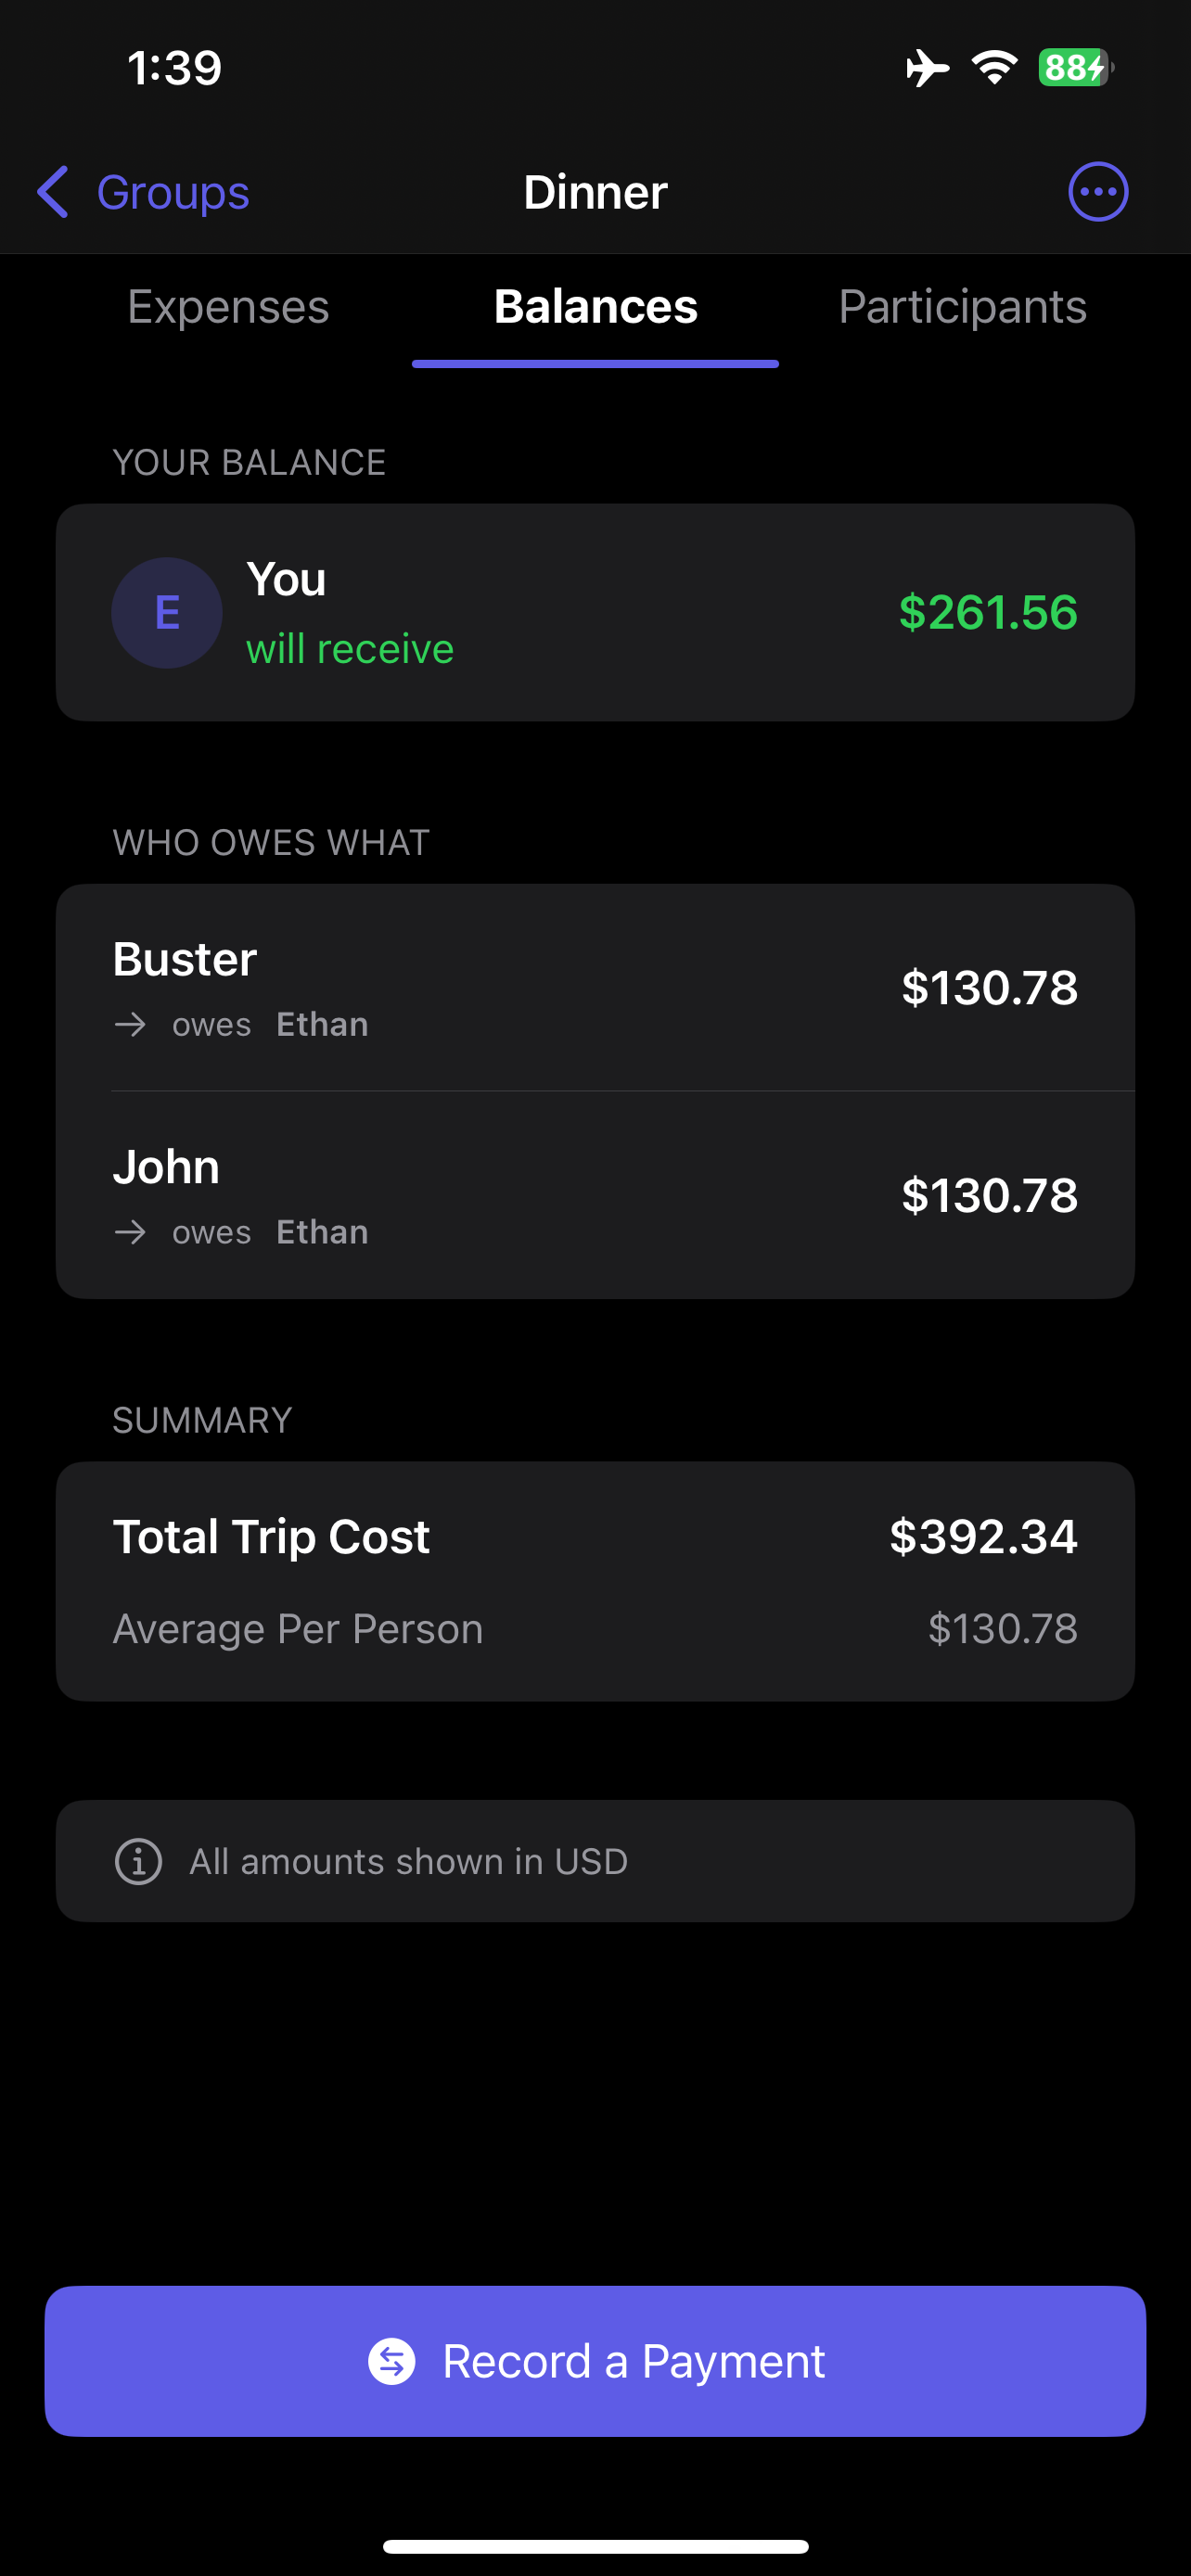 1:39
88
Groups
Dinner
Expenses
Balances
Participants
YOUR BALANCE
E
You
will receive
$261.56
WHO OWES WHAT
Buster
→ owes Ethan
$130.78
John
→ owes Ethan
$130.78
SUMMARY
Total Trip Cost
$392.34
Average Per Person
$130.78
All amounts shown in USD
Record a Payment